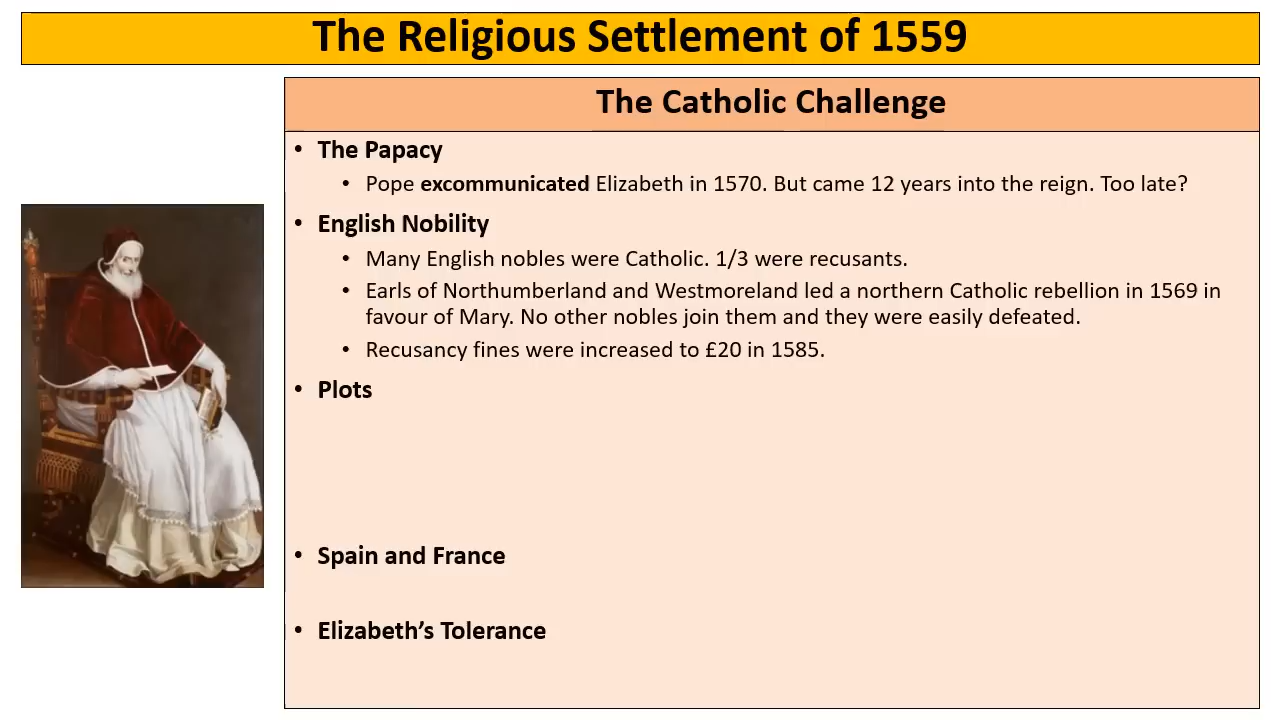 The Religious Settlement of 1559
The Catholic Challenge
• The Papacy
• Pope excommunicated Elizabeth in 1570. But came 12 years into the reign. Too late?
• English Nobility
• Many English nobles were Catholic. 1/3 were recusants.
• Earls of Northumberland and Westmoreland led a northern Catholic rebellion in 1569 in
favour of Mary. No other nobles join them and they were easily defeated.
• Recusancy fines were increased to £20 in 1585.
• Plots
• Spain and France
• Elizabeth’s Tolerance